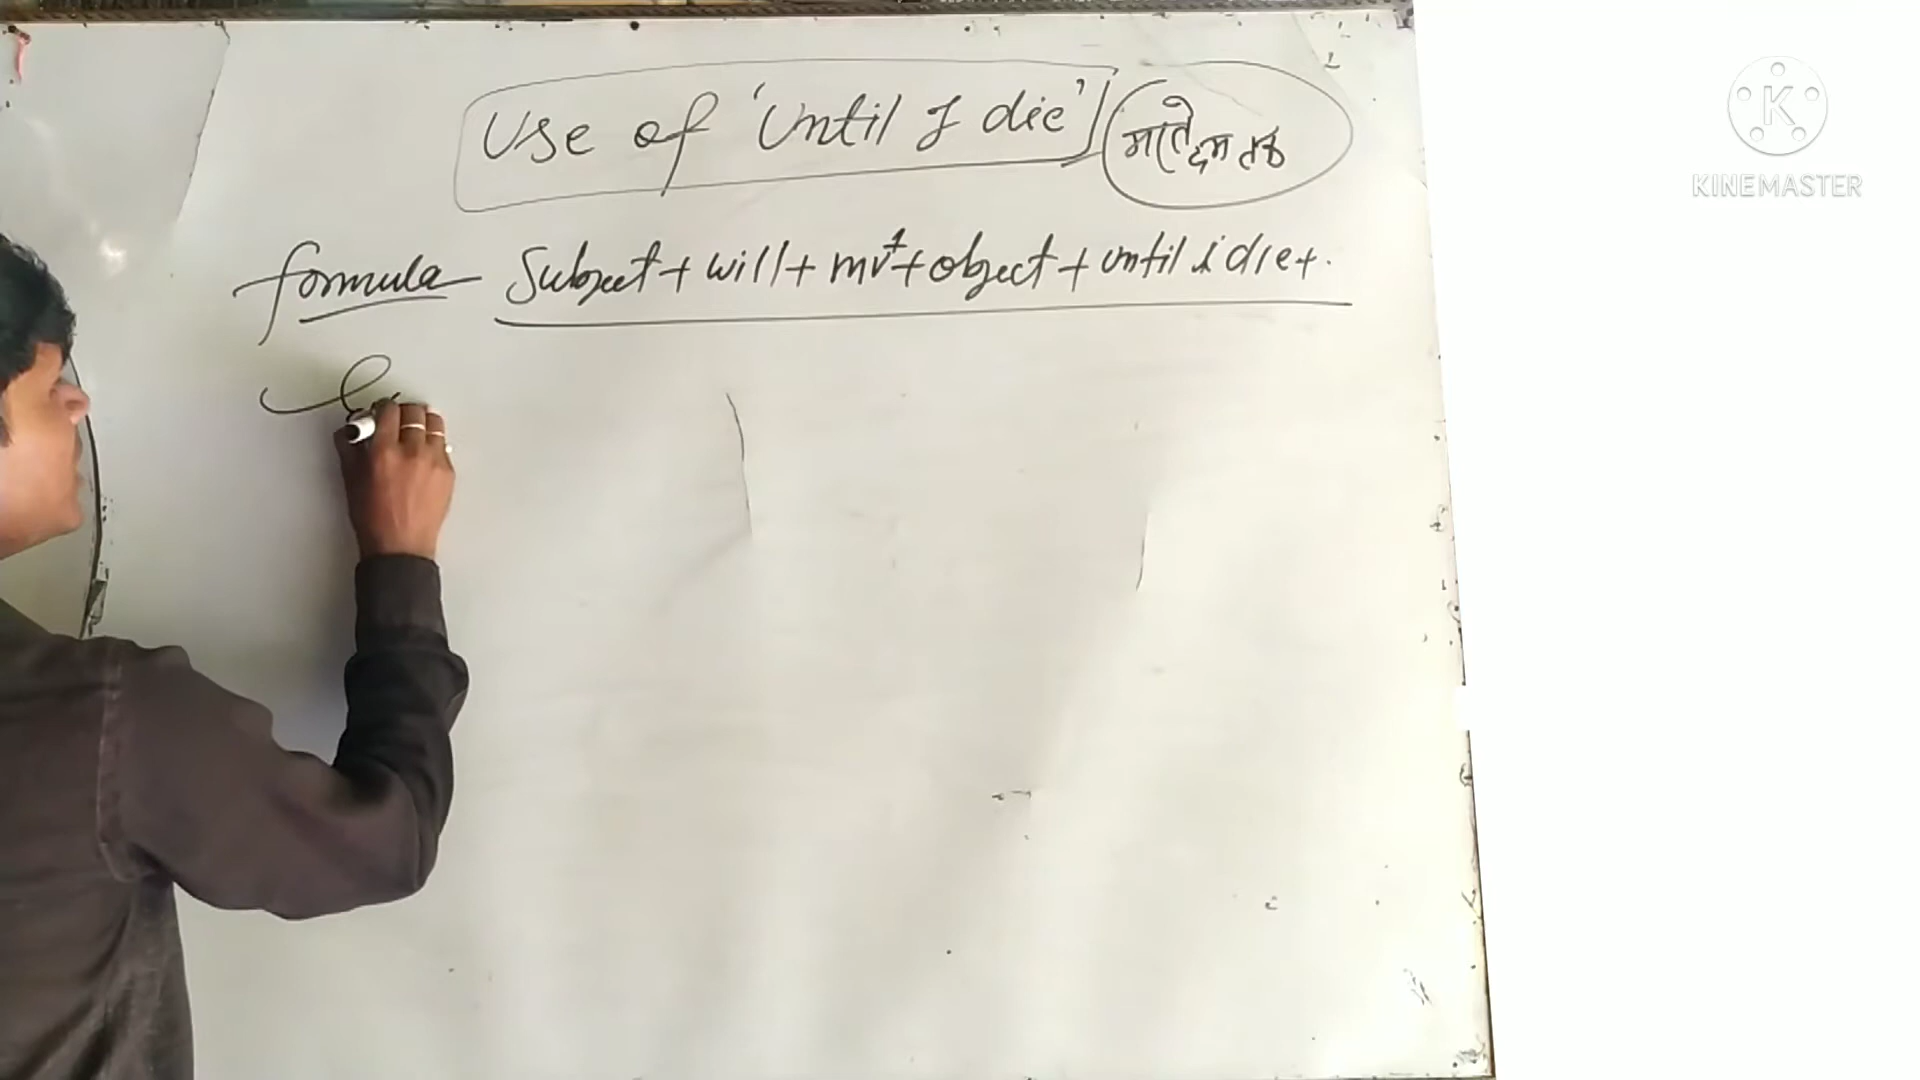 Use of 'Until I die' मरते दम तक
KINEMASTER
formula - Subject + will + mv1 + object + until i die + .